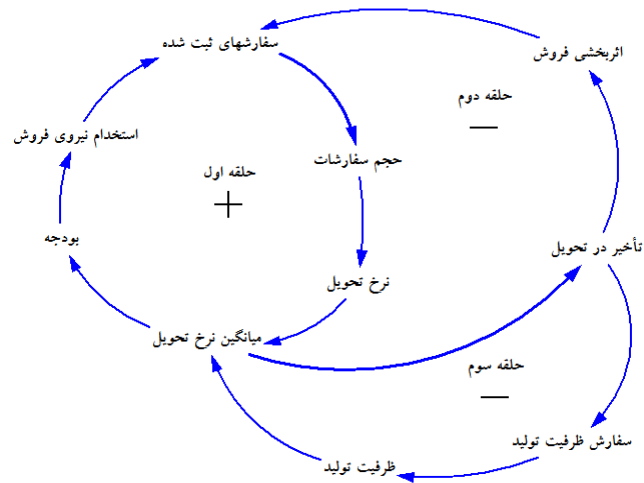 سفارشهای ثبت شده
اثربخشی فروش
حلقه دوم
—
استخدام نیروی فروش
حجم سفارشات
حلقه اول
+
بودجه
تأخیر در تحویل
نرخ تحویل
میانگین نرخ تحویل
حلقه سوم
—
سفارش ظرفیت تولید
ظرفیت تولید